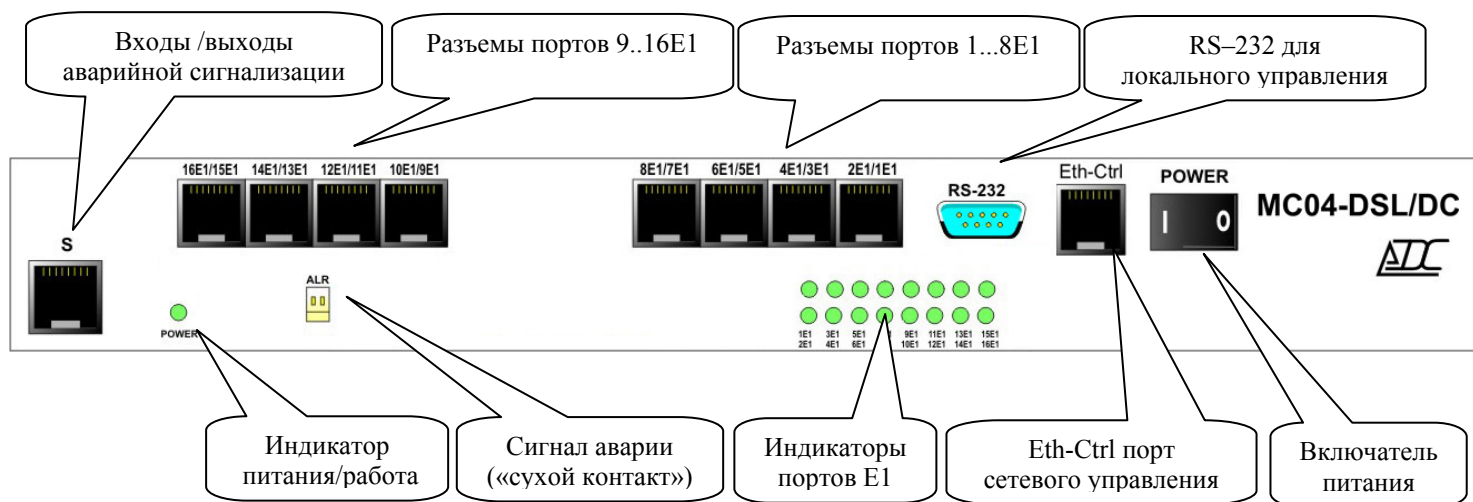 Входы /выходы
аварийной сигнализации
Разъемы портов 9..16E1
Разъемы портов 1...8E1
RS–232 для
локального управления
16E1/15E1 14E1/13E1 12E1/11E1 10E1/9E1
8E1/7E1 6E1/5E1 4E1/3E1 2E1/1E1
RS-232
Eth-Ctrl
POWER
I O
MC04-DSL/DC
ADC
S
POWER
ALR
1E1 3E1 5E1 9E1 11E1 13E1 15E1
2E1 4E1 6E1 10E1 12E1 14E1 16E1
Индикатор
питания/работа
Сигнал аварии
(«сухой контакт»)
Индикаторы
портов E1
Eth-Ctrl порт
сетевого управления
Включатель
питания